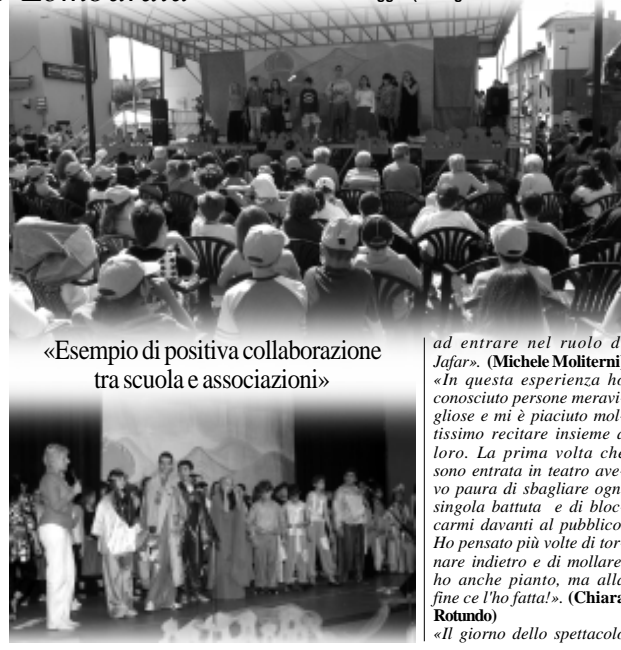 «Esempio di positiva collaborazione
tra scuola e associazioni»
ad entrare nel ruolo d
Jafar». (Michele Moliterni)
«In questa esperienza ho
conosciuto persone meravi-
gliose e mi è piaciuto mol-
tissimo recitare insieme a
loro. La prima volta che
sono entrata in teatro ave-
vo paura di sbagliare ogn
singola battuta e di bloc-
carmi davanti al pubblico.
Ho pensato più volte di tor-
nare indietro e di mollare,
ho anche pianto, ma alla
fine ce l'ho fatta!». (Chiara
Rotundo)
«Il giorno dello spettacolo